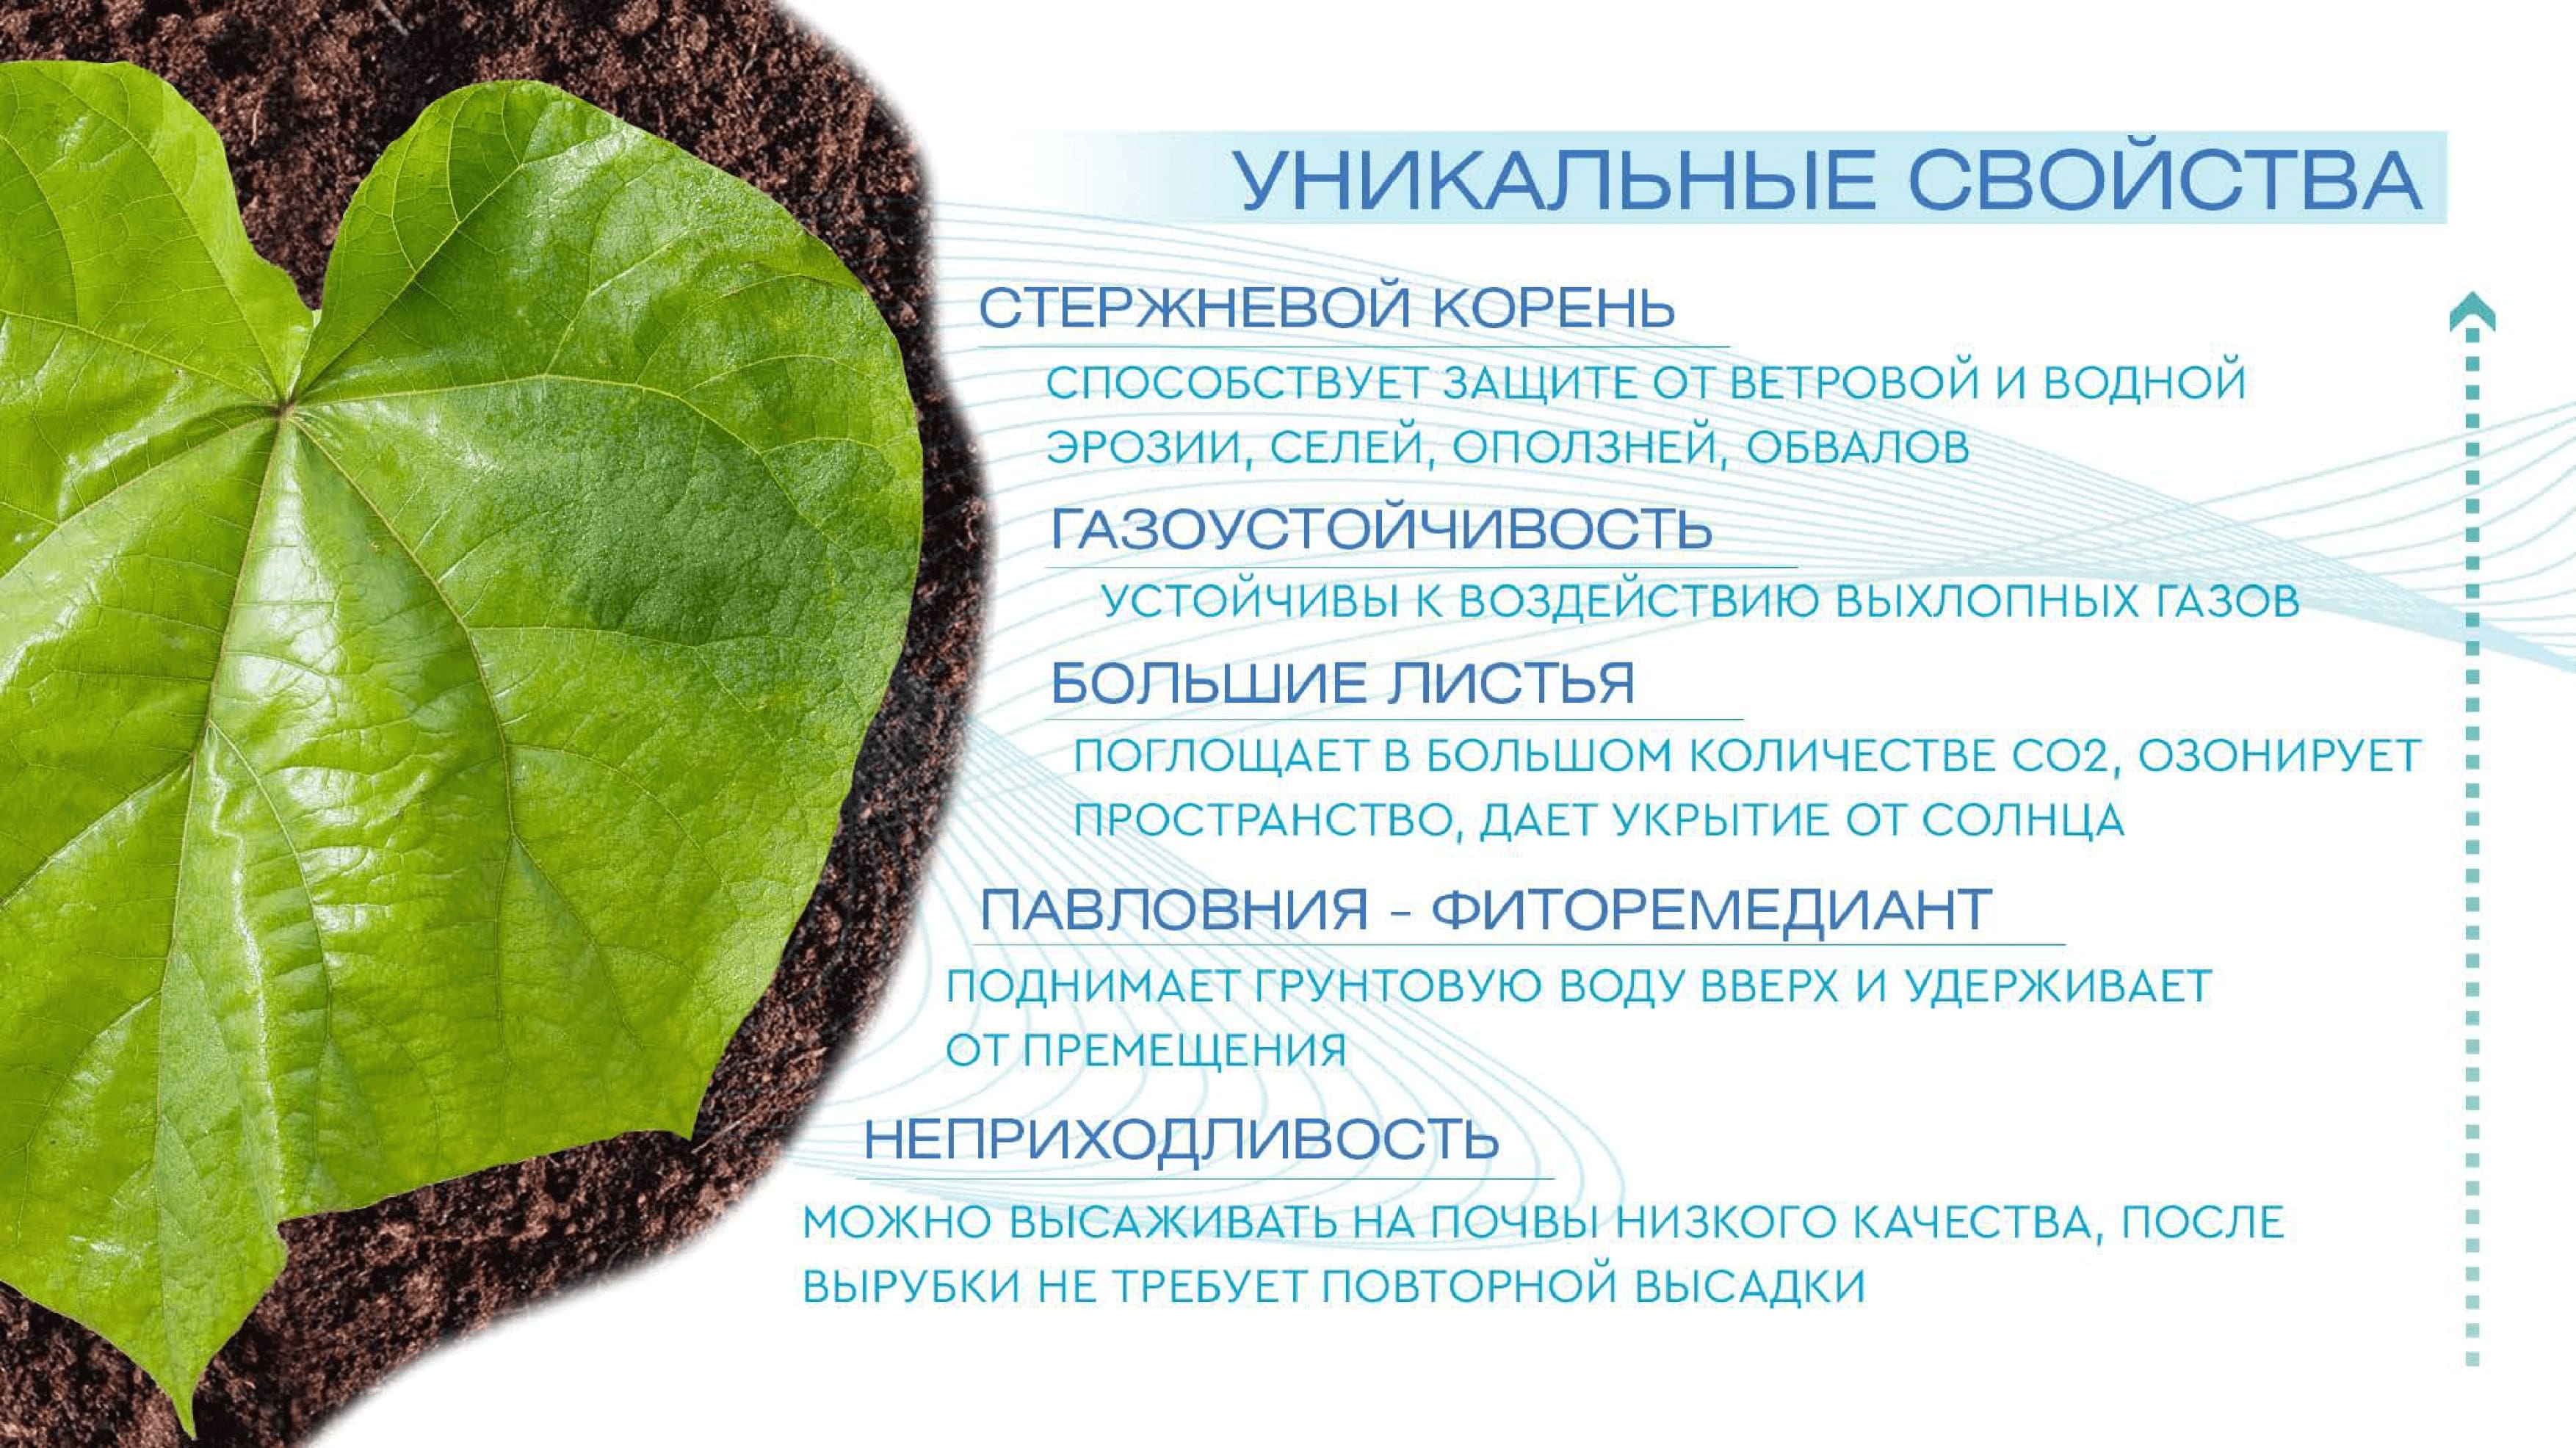 УНИКАЛЬНЫЕ СВОЙСТВА
СТЕРЖНЕВОЙ КОРЕНЬ
СПОСОБСТВУЕТ ЗАЩИТЕ ОТ ВЕТРОВОЙ И ВОДНОЙ
ЭРОЗИИ, СЕЛЕЙ, ОПОЛЗНЕЙ, ОБВАЛОВ
ГАЗОУСТОЙЧИВОСТЬ
УСТОЙЧИВЫ К ВОЗДЕЙСТВИЮ ВЫХЛОПНЫХ ГАЗОВ
БОЛЬШИЕ ЛИСТЬЯ
ПОГЛОЩАЕТ В БОЛЬШОМ КОЛИЧЕСТВЕ СО2, ОЗОНИРУЕТ
ПРОСТРАНСТВО, ДАЕТ УКРЫТИЕ ОТ СОЛНЦА
ПАВЛОВНИЯ - ФИТОРЕМЕДИАНТ
ПОДНИМАЕТ ГРУНТОВУЮ ВОДУ ВВЕРХ И УДЕРЖИВАЕТ
ОТ ПРЕМЕЩЕНИЯ
НЕПРИХОДЛИВОСТЬ
МОЖНО ВЫСАЖИВАТЬ НА ПОЧВЫ НИЗКОГО КАЧЕСТВА, ПОСЛЕ
ВЫРУБКИ НЕ ТРЕБУЕТ ПОВТОРНОЙ ВЫСАДКИ